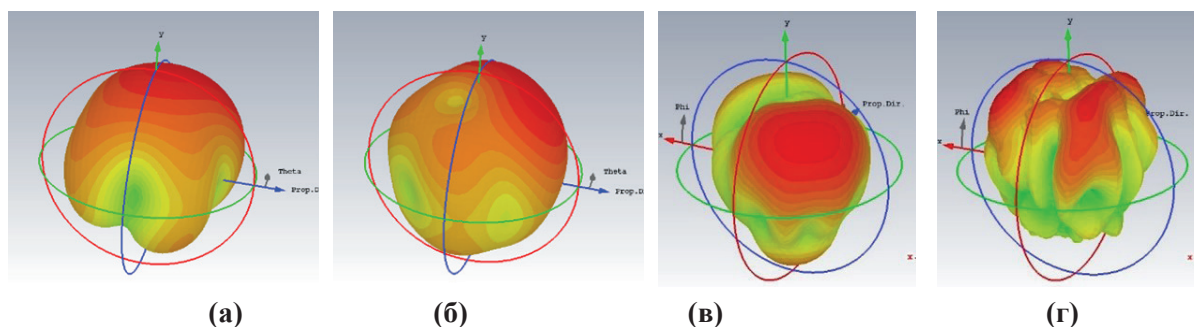 y
Theta
Prop.D
y
Theta
Prop.D
y
Phi
Prop.Dir.
x
x
y
Phi
Prop.Dir.
x
x
(а) (б) (в) (г)